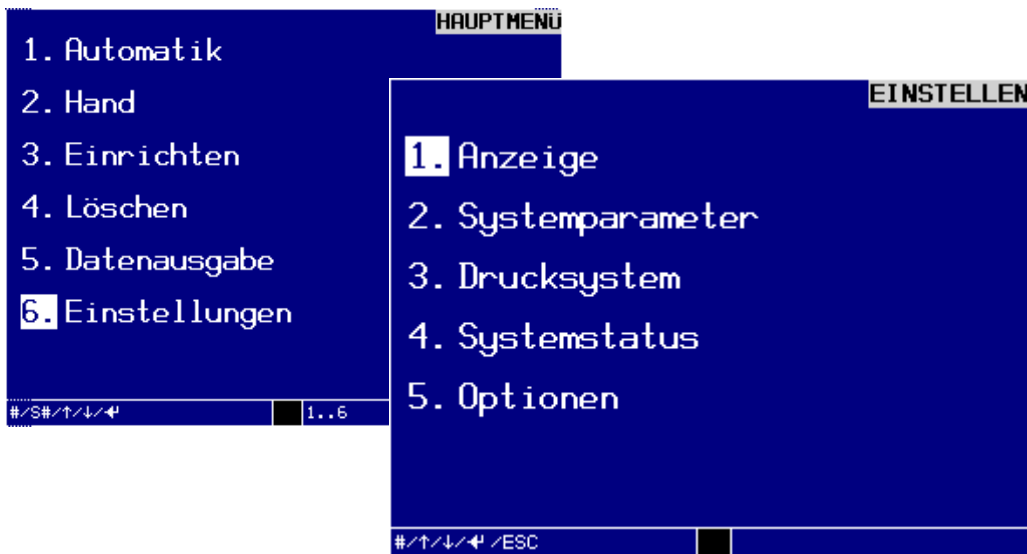 HAUPTMENÜ
1. Automatik
2. Hand
3. Einrichten
4. Löschen
5. Datenausgabe
6. Einstellungen
#/S#/↑/↓/↵ 1..6
EINSTELLEN
1. Anzeige
2. Systemparameter
3. Drucksystem
4. Systemstatus
5. Optionen
#/↑/↓/↵ /ESC